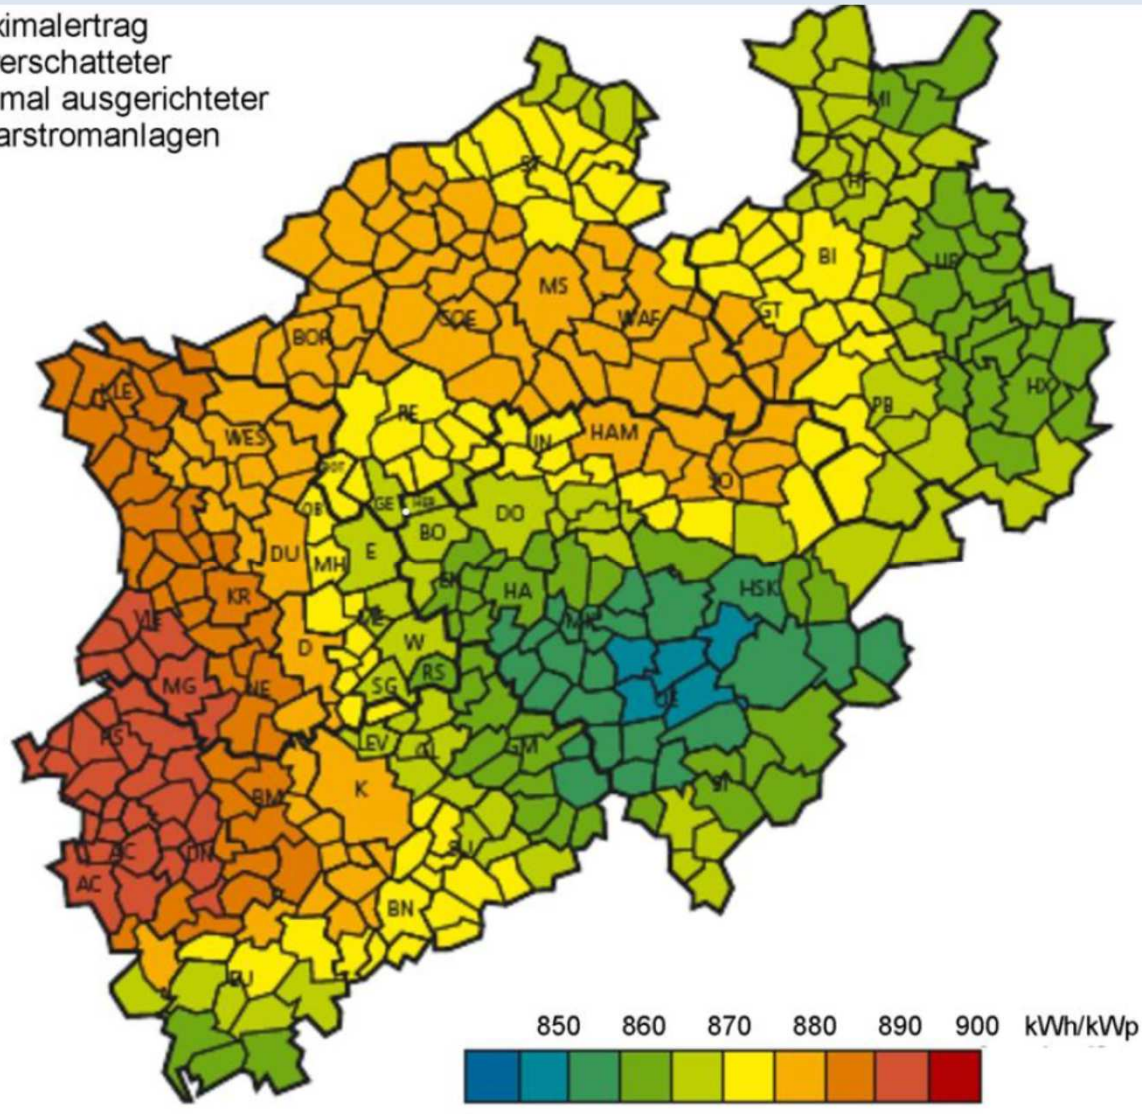 ximalertrag
erschatteter
mal ausgerichteter
arstromanlagen
MI
ST
HF
BI
LIP
MS
COE
WAF
GT
BOR
KLE
HX
PB
RE
WES
UN
HAM
BOT
SO
OB
GE
HER
DO
BO
DU
MH
E
EN
HA
HSK
KR
ME
MK
VIE
D
W
RS
MG
NE
SG
OE
HS
LEV
GL
GM
BM
K
SI
SU
AC
DN
AC
BN
EU
850 860 870 880 890 900 kWh/kWp